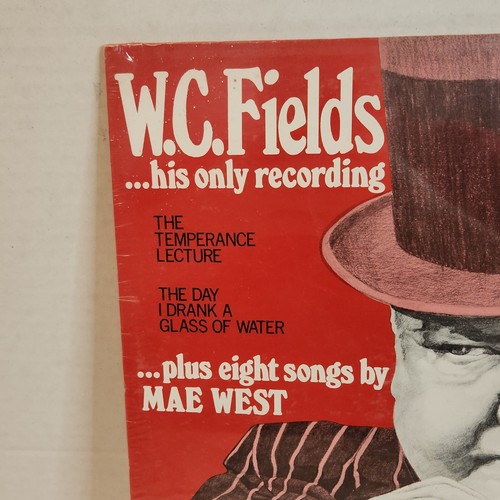 W.C.Fields
...his only recording
THE
TEMPERANCE
LECTURE
THE DAY
I DRANK A
GLASS OF WATER
...plus eight songs by
MAE WEST